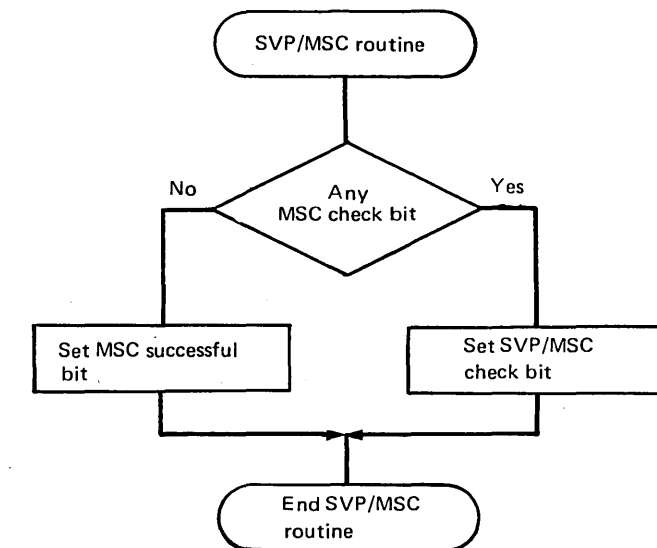 SVP/MSC routine
Any
MSC check bit
No
Yes
Set MSC successful
bit
Set SVP/MSC
check bit
End SVP/MSC
routine